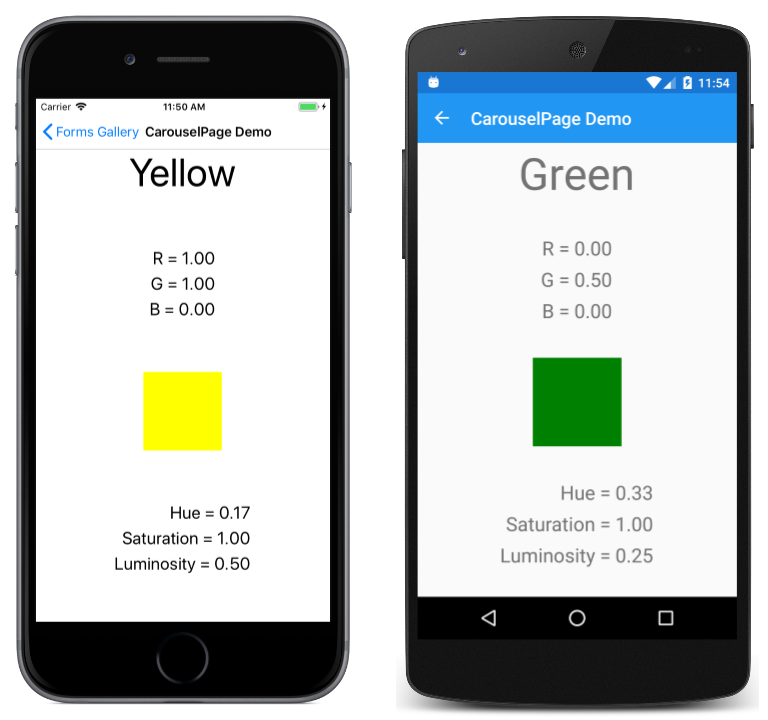 Carrier 11:50 AM
Forms Gallery CarouselPage Demo
Yellow
R = 1.00
G = 1.00
B = 0.00
Hue = 0.17
Saturation = 1.00
Luminosity = 0.50
11:54
CarouselPage Demo
Green
R = 0.00
G = 0.50
B = 0.00
Hue = 0.33
Saturation = 1.00
Luminosity = 0.25